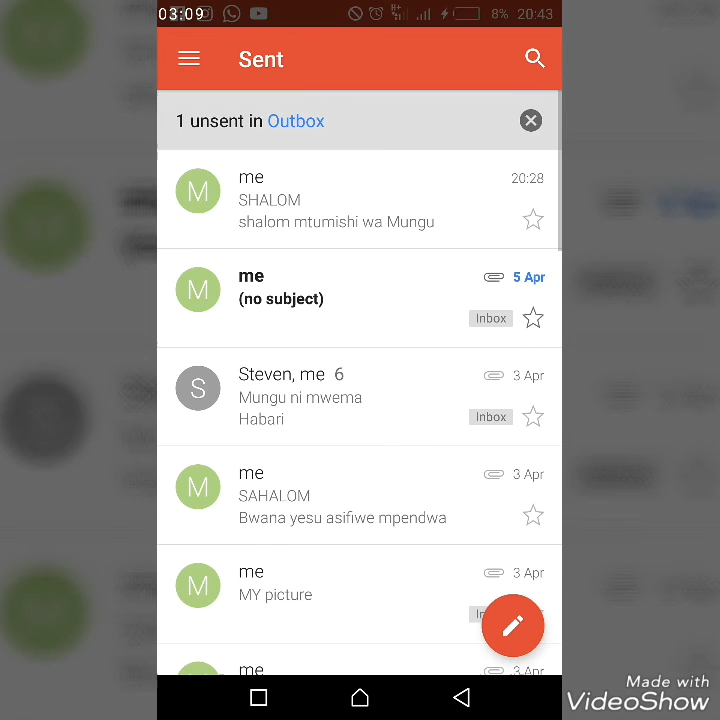 03:09
H+
8% 20:43
Sent
1 unsent in Outbox
me 20:28
M
SHALOM
shalom mtumishi wa Mungu
me 5 Apr
M
(no subject)
Inbox
Steven, me 6 3 Apr
S
Mungu ni mwema
Habari Inbox
me 3 Apr
M
SAHALOM
Bwana yesu asifiwe mpendwa
me 3 Apr
M
MY picture
me 3 Apr
Made with
VideoShow